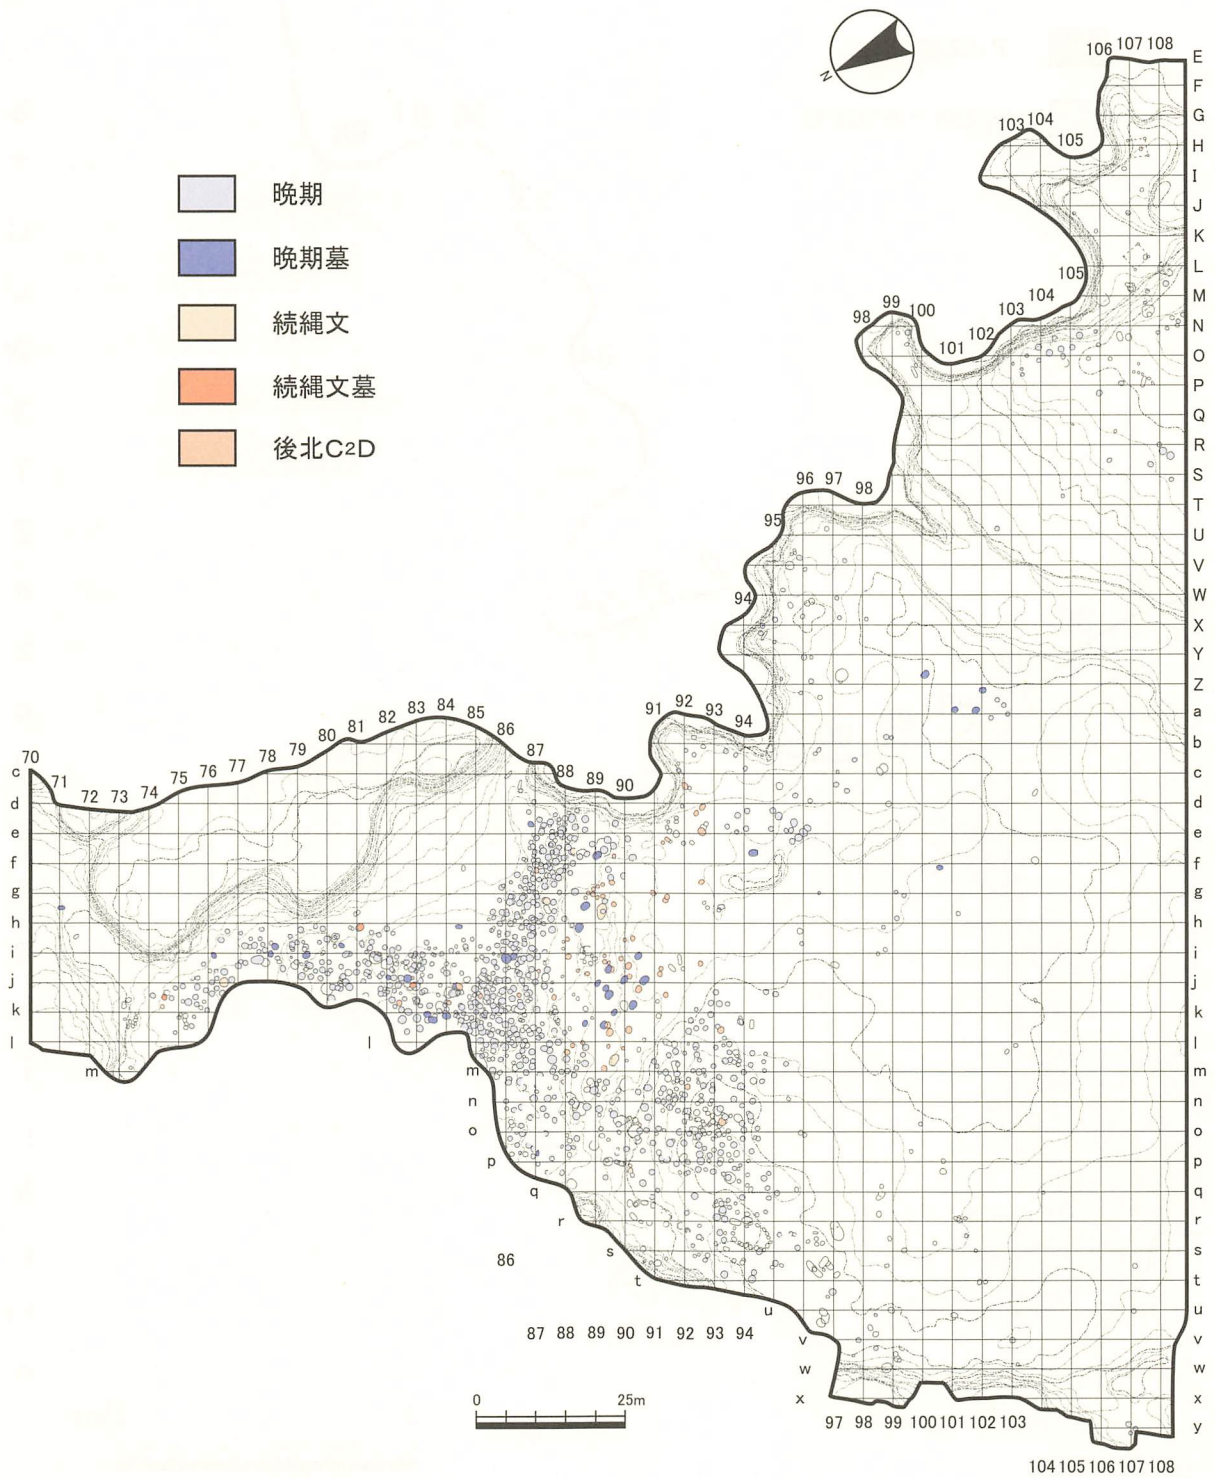 N
晩期
晩期墓
続縄文
続縄文墓
後北C2D
106 107 108
E
F
G
H
I
J
K
L
M
N
O
P
Q
R
S
T
U
V
W
X
Y
Z
a
b
c
d
e
f
g
h
i
j
k
l
m
n
o
p
q
r
s
t
u
v
w
x
y
103 104
105
105
104
103
102
101
98 99 100
96 97 98
95
94
91 92 93 94
70 71 72 73 74 75 76 77 78 79 80 81 82 83 84 85 86 87 88 89 90
c
d
e
f
g
h
i
j
k
l
m
l
m
n
o
p
q
r
s
t
u
v
w
x
86
87 88 89 90 91 92 93 94
0 25m
97 98 99 100 101 102 103
104 105 106 107 108